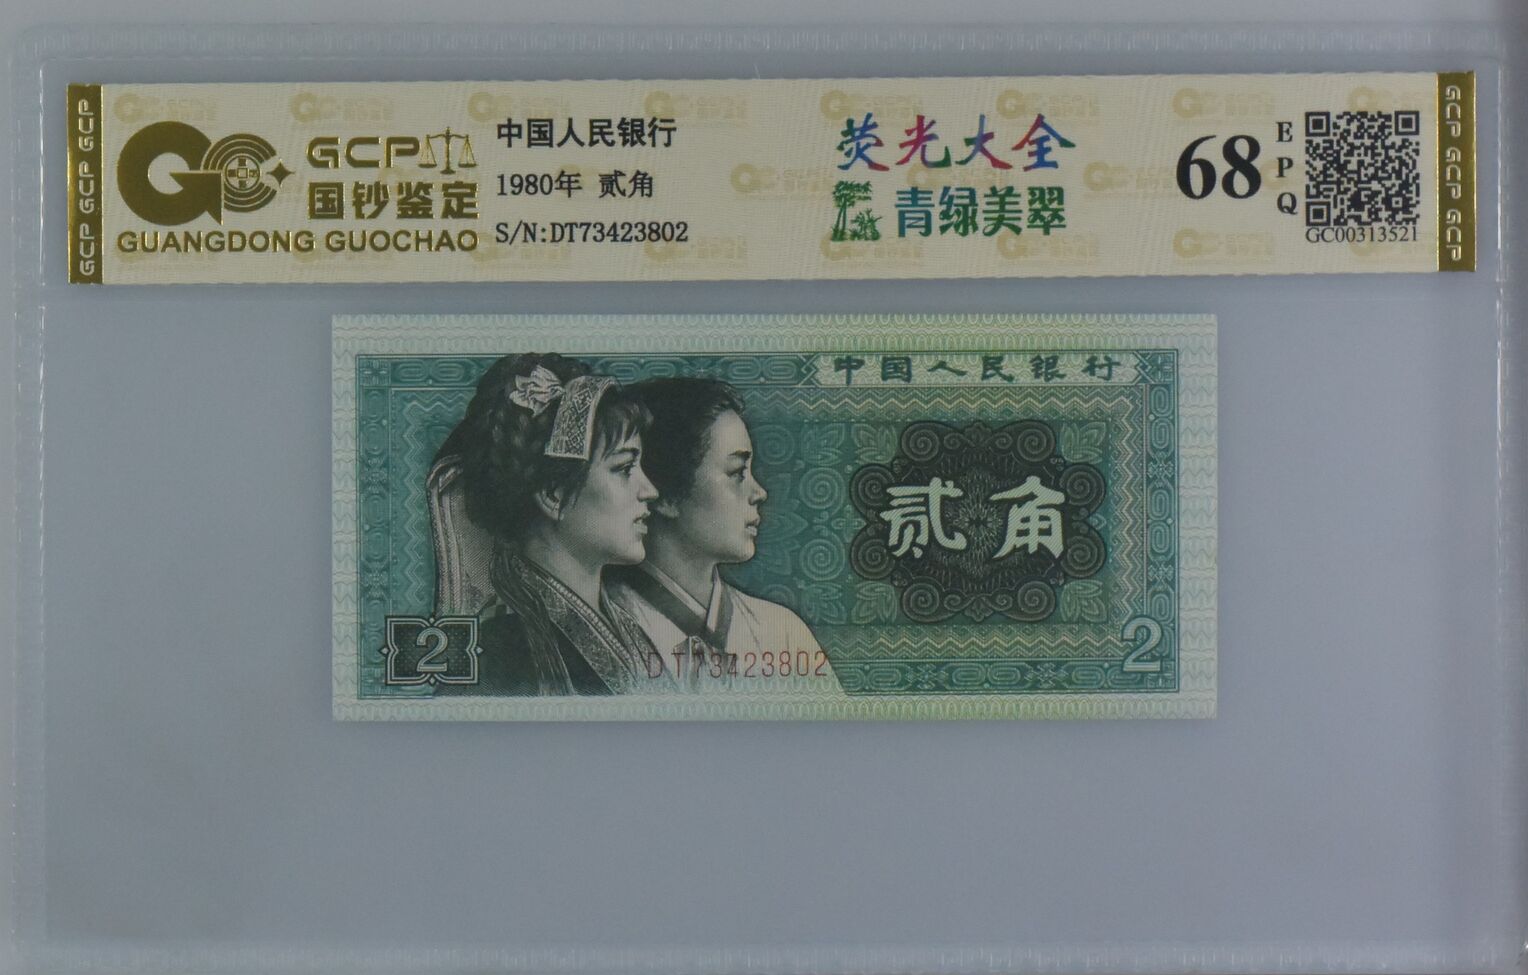 GCP GCP GCP
GCP
国钞鉴定
GUANGDONG GUOCHAO
中国人民银行
1980年 贰角
S/N:DT73423802
荧光大全
青绿美翠
68
EPQ
GC00313521
GCP GCP GCP
中国人民银行
贰角
2
DT73423802
2